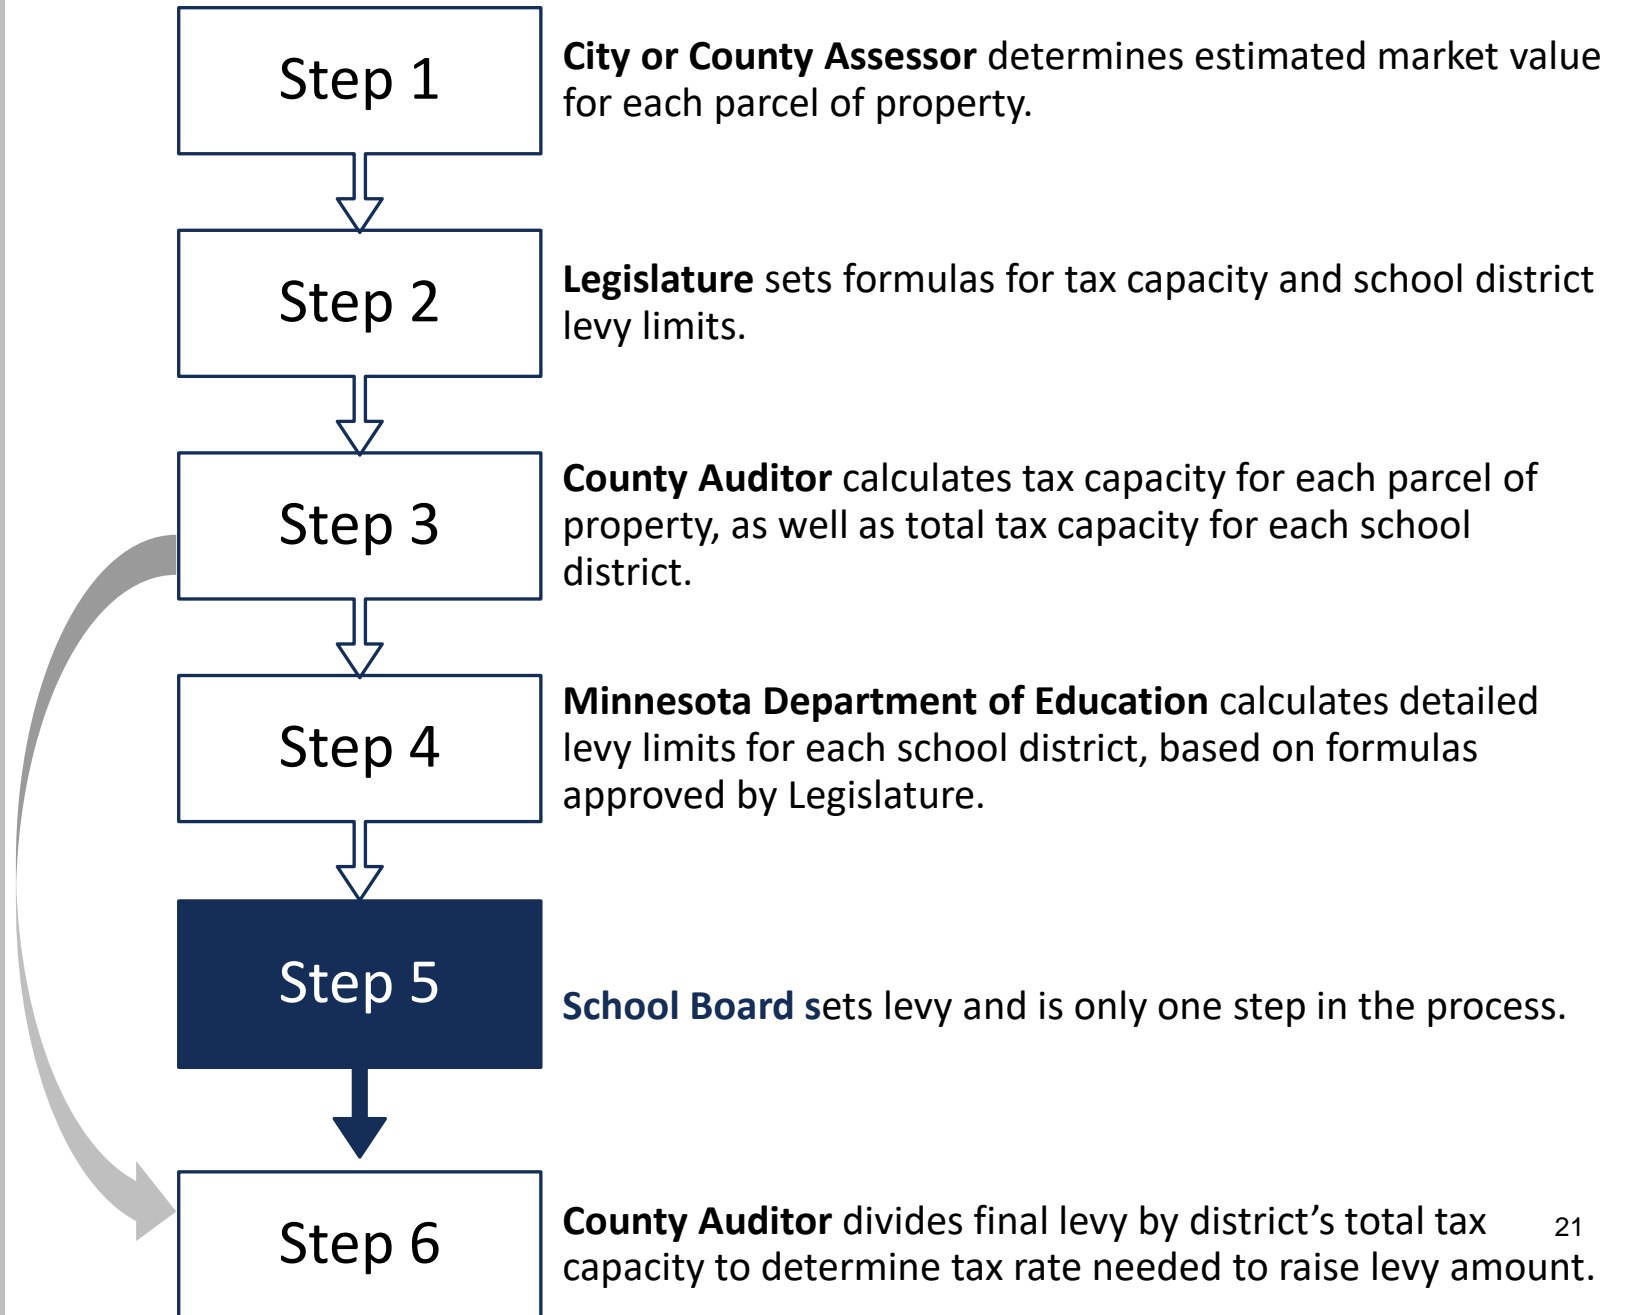 Step 1
City or County Assessor determines estimated market value
for each parcel of property.
Step 2
Legislature sets formulas for tax capacity and school district
levy limits.
Step 3
County Auditor calculates tax capacity for each parcel of
property, as well as total tax capacity for each school
district.
Step 4
Minnesota Department of Education calculates detailed
levy limits for each school district, based on formulas
approved by Legislature.
Step 5
School Board sets levy and is only one step in the process.
Step 6
County Auditor divides final levy by district’s total tax
capacity to determine tax rate needed to raise levy amount.
21